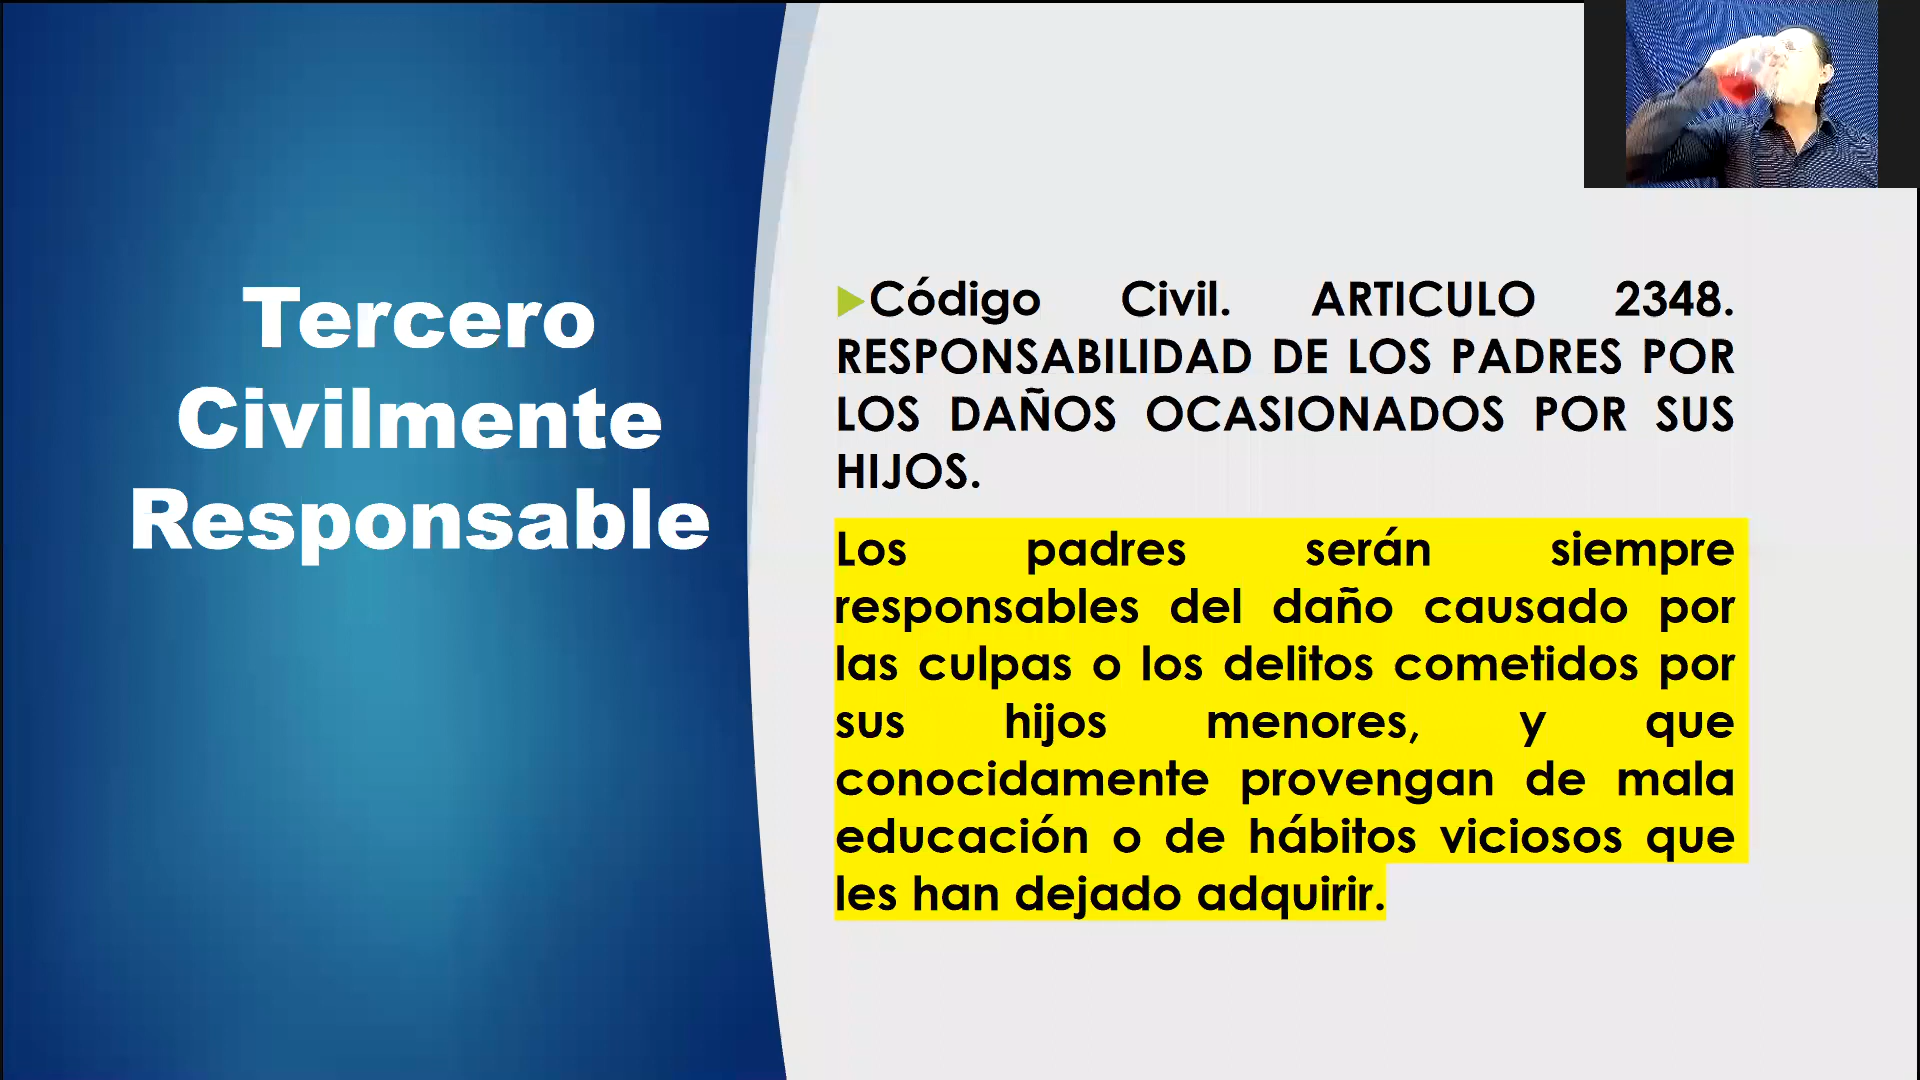 Tercero
Civilmente
Responsable
Código Civil. ARTICULO 2348.
RESPONSABILIDAD DE LOS PADRES POR
LOS DAÑOS OCASIONADOS POR SUS
HIJOS.
Los padres serán siempre
responsables del daño causado por
las culpas o los delitos cometidos por
sus hijos menores, y que
conocidamente provengan de mala
educación o de hábitos viciosos que
les han dejado adquirir.